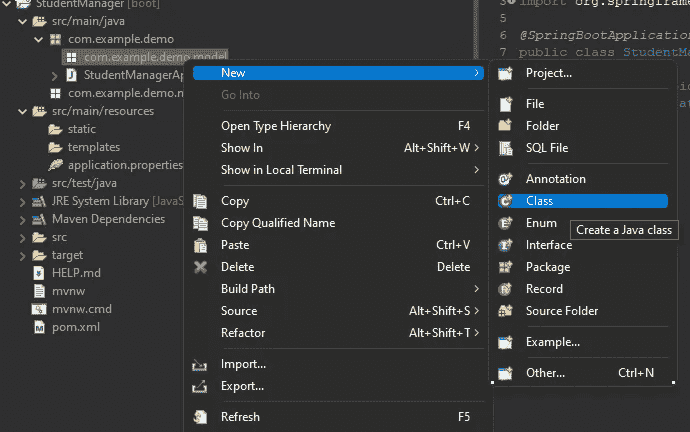 StudentManager [boot]
src/main/java
com.example.demo
com.example.demo.model
StudentManagerAp
com.example.demo.m
src/main/resources
static
templates
application.properties
src/test/java
JRE System Library [JavaS
Maven Dependencies
src
target
HELP.md
mvnw
mvnw.cmd
pom.xml
New
Go Into
Open Type Hierarchy F4
Show In Alt+Shift+W
Show in Local Terminal
Copy Ctrl+C
Copy Qualified Name
Paste Ctrl+V
Delete Delete
Build Path
Source Alt+Shift+S
Refactor Alt+Shift+T
Import...
Export...
Refresh F5
Project...
File
Folder
SQL File
Annotation
Class
Enum
Create a Java class
Interface
Package
Record
Source Folder
Example...
Other... Ctrl+N
3 import org.springframe
5
6 @SpringBootApplication
7 public class StudentMa